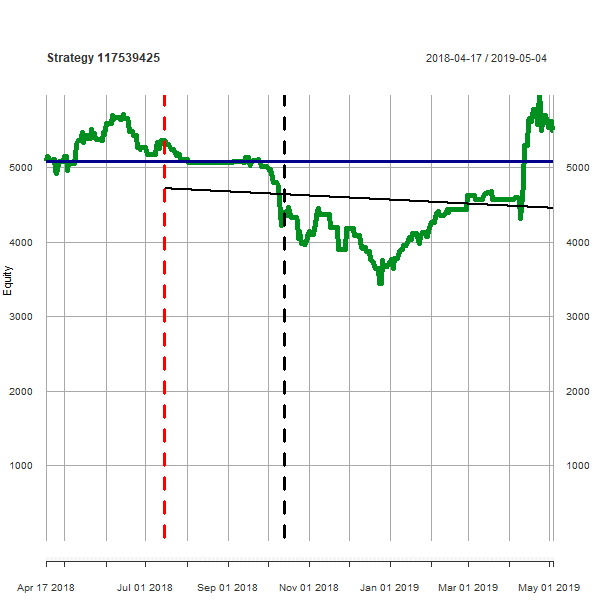 Strategy 117539425
2018-04-17 / 2019-05-04
Equity
5000
4000
3000
2000
1000
5000
4000
3000
2000
1000
Apr 17 2018
Jul 01 2018
Sep 01 2018
Nov 01 2018
Jan 01 2019
Mar 01 2019
May 01 2019